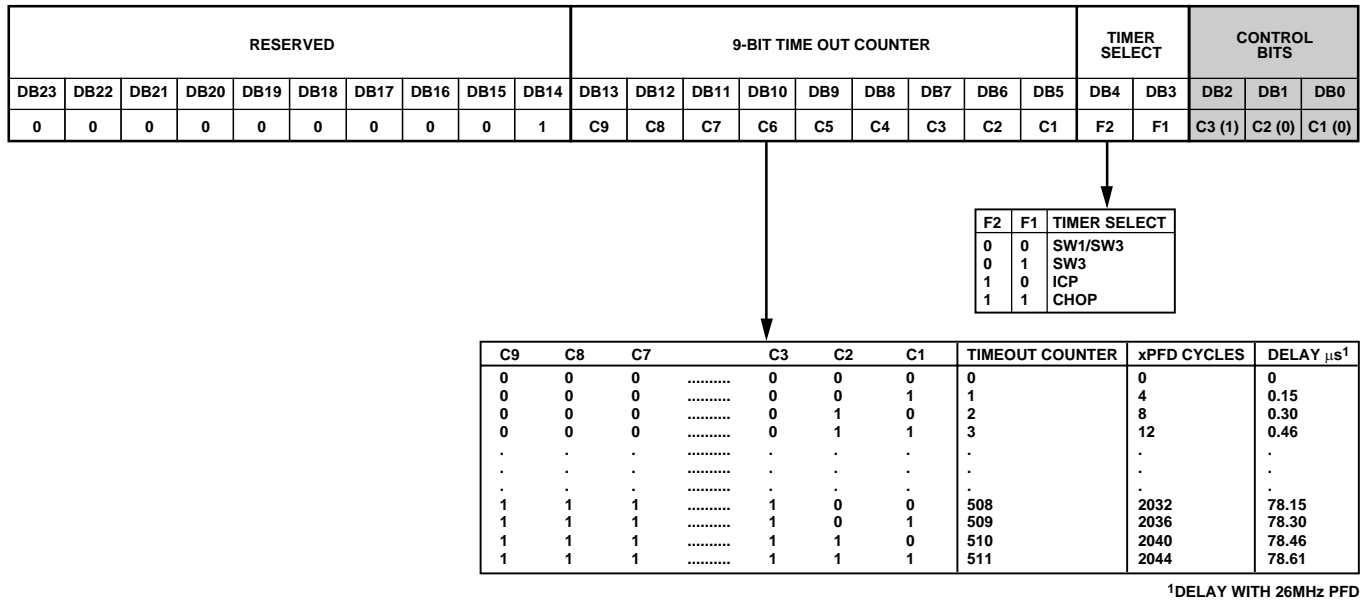 RESERVED 9-BIT TIME OUT COUNTER TIMER SELECT CONTROL BITS
DB23 DB22 DB21 DB20 DB19 DB18 DB17 DB16 DB15 DB14 DB13 DB12 DB11 DB10 DB9 DB8 DB7 DB6 DB5 DB4 DB3 DB2 DB1 DB0
0 0 0 0 0 0 0 0 0 1 C9 C8 C7 C6 C5 C4 C3 C2 C1 F2 F1 C3 (1) C2 (0) C1 (0)
F2 F1 TIMER SELECT
0 0 SW1/SW3
0 1 SW3
1 0 ICP
1 1 CHOP
C9 C8 C7 C3 C2 C1 TIMEOUT COUNTER xPFD CYCLES DELAY µs1
0 0 0 .......... 0 0 0 0 0 0
0 0 0 .......... 0 0 1 1 4 0.15
0 0 0 .......... 0 1 0 2 8 0.30
0 0 0 .......... 0 1 1 3 12 0.46
. . . .......... . . . . . .
. . . .......... . . . . . .
. . . .......... . . . . . .
1 1 1 .......... 1 0 0 508 2032 78.15
1 1 1 .......... 1 0 1 509 2036 78.30
1 1 1 .......... 1 1 0 510 2040 78.46
1 1 1 .......... 1 1 1 511 2044 78.61
1DELAY WITH 26MHz PFD